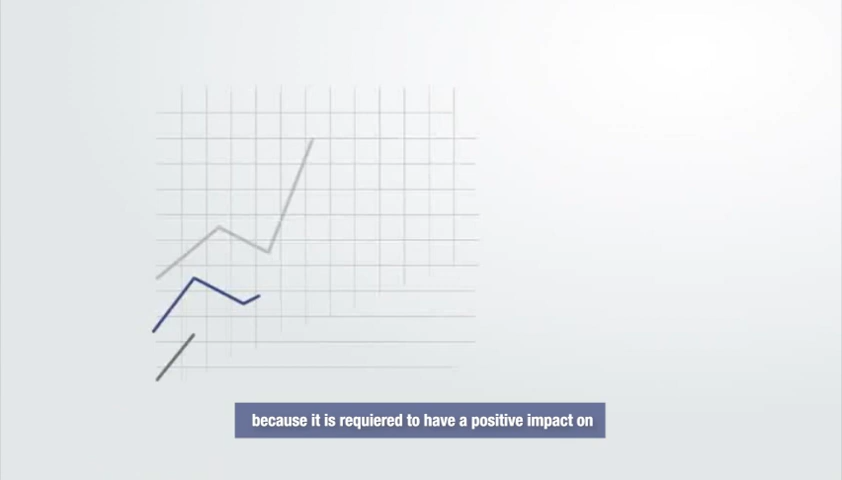 because it is requiered to have a positive impact on